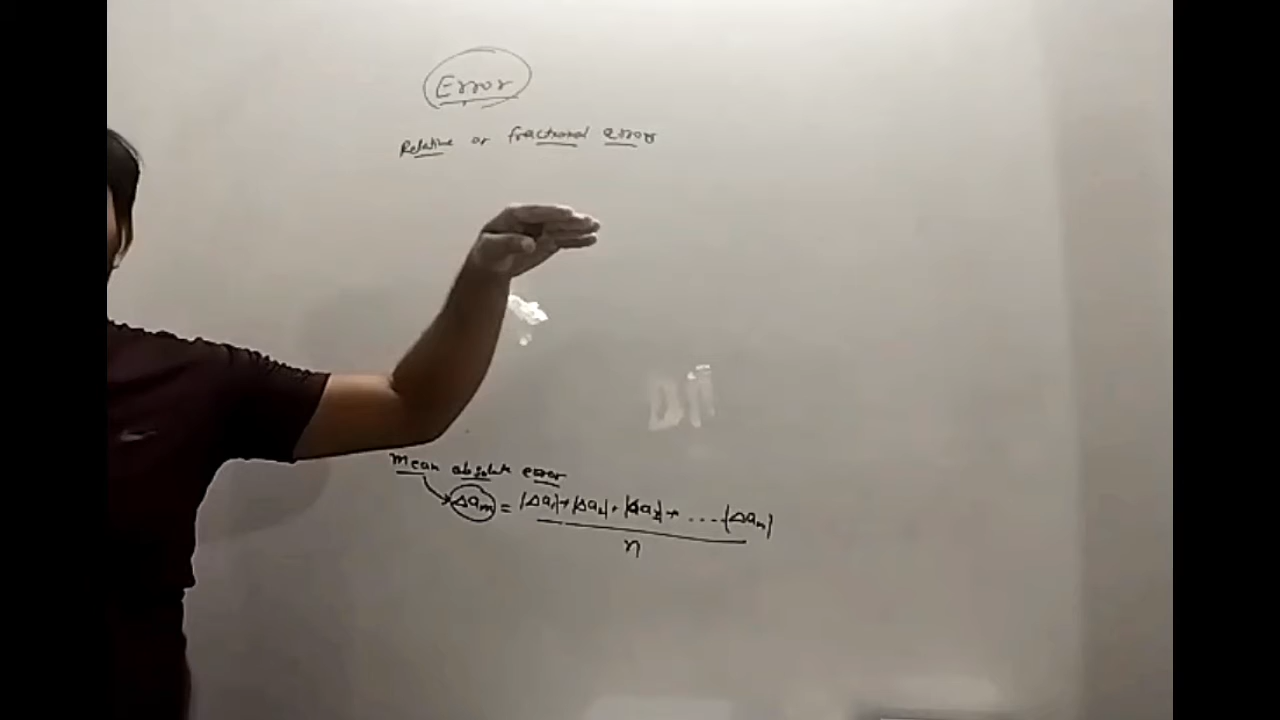 Error
Relative or fractional error
Mean absolute error
Δaₘ = |Δa₁| + |Δa₂| + |Δa₃| + ....|Δaₙ|
n